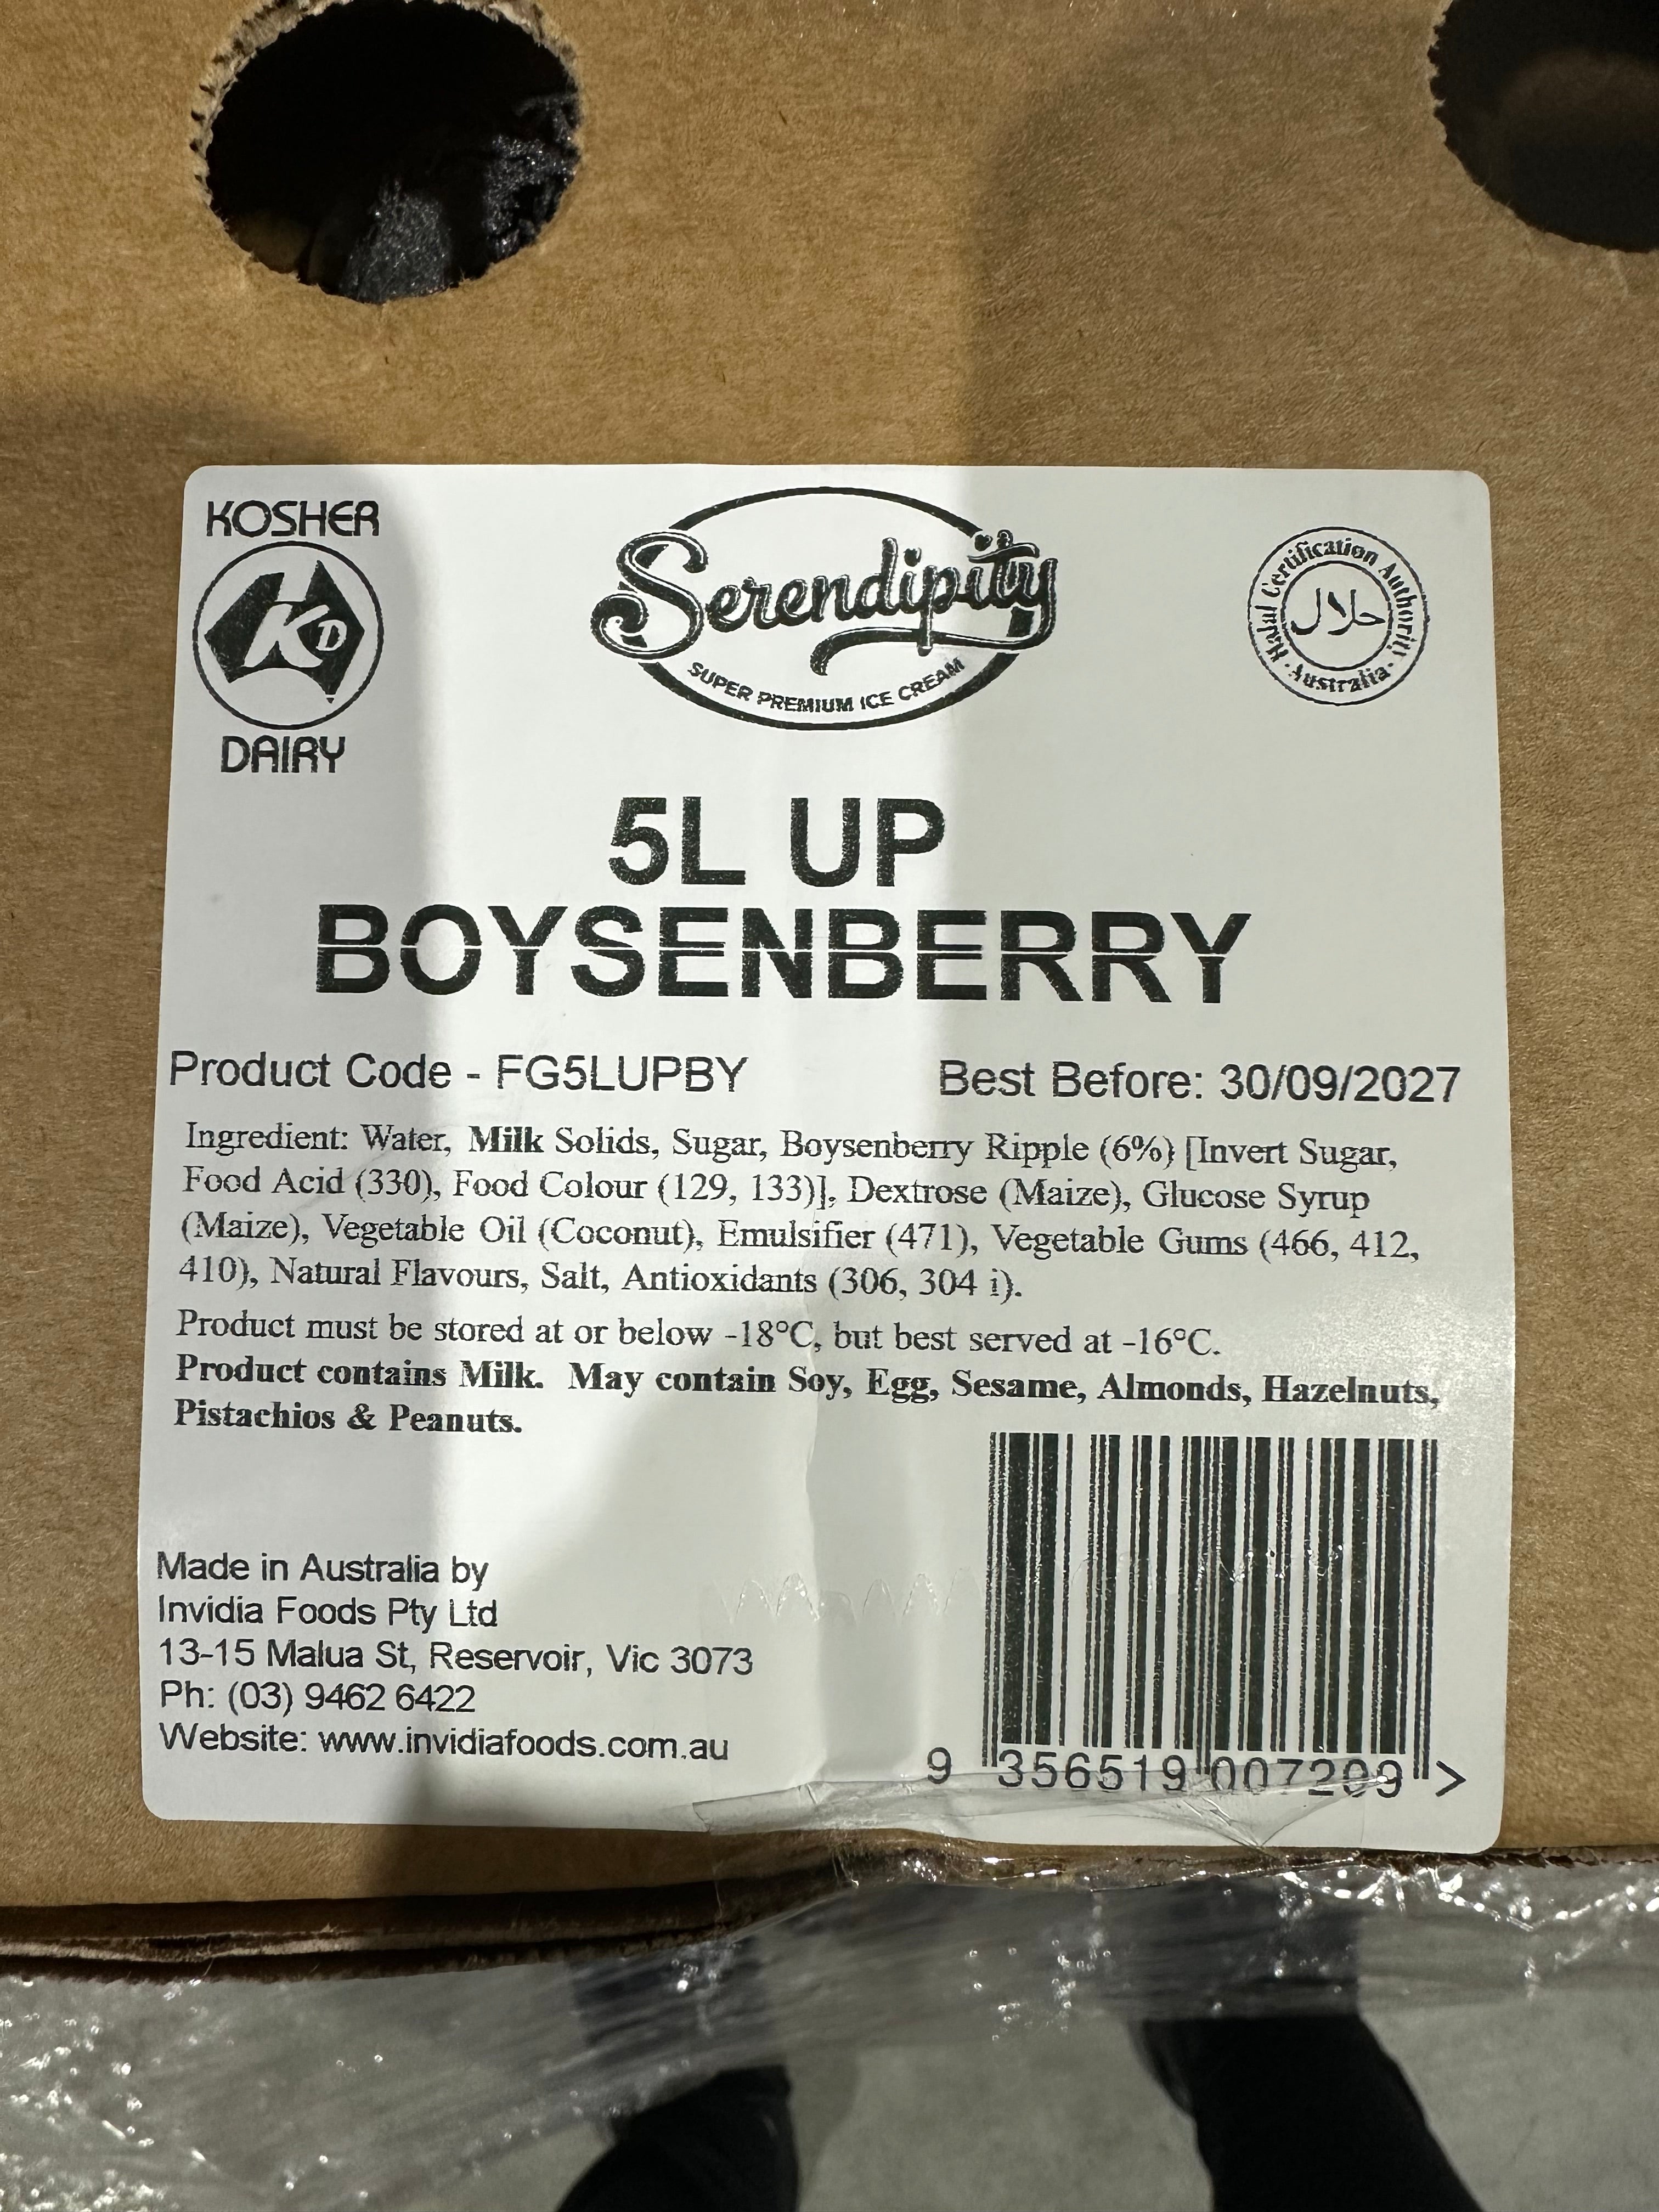 KOSHER
KD
DAIRY
Serendipity
SUPER PREMIUM ICE CREAM
Halal Certification Authority
حلال
· Australia ·
5L UP
BOYSENBERRY
Product Code - FG5LUPBY Best Before: 30/09/2027
Ingredient: Water, Milk Solids, Sugar, Boysenberry Ripple (6%) [Invert Sugar,
Food Acid (330), Food Colour (129, 133)], Dextrose (Maize), Glucose Syrup
(Maize), Vegetable Oil (Coconut), Emulsifier (471), Vegetable Gums (466, 412,
410), Natural Flavours, Salt, Antioxidants (306, 304 i).
Product must be stored at or below -18°C, but best served at -16°C.
Product contains Milk. May contain Soy, Egg, Sesame, Almonds, Hazelnuts,
Pistachios & Peanuts.
Made in Australia by
Invidia Foods Pty Ltd
13-15 Malua St, Reservoir, Vic 3073
Ph: (03) 9462 6422
Website: www.invidiafoods.com.au
9 356519 007209 >